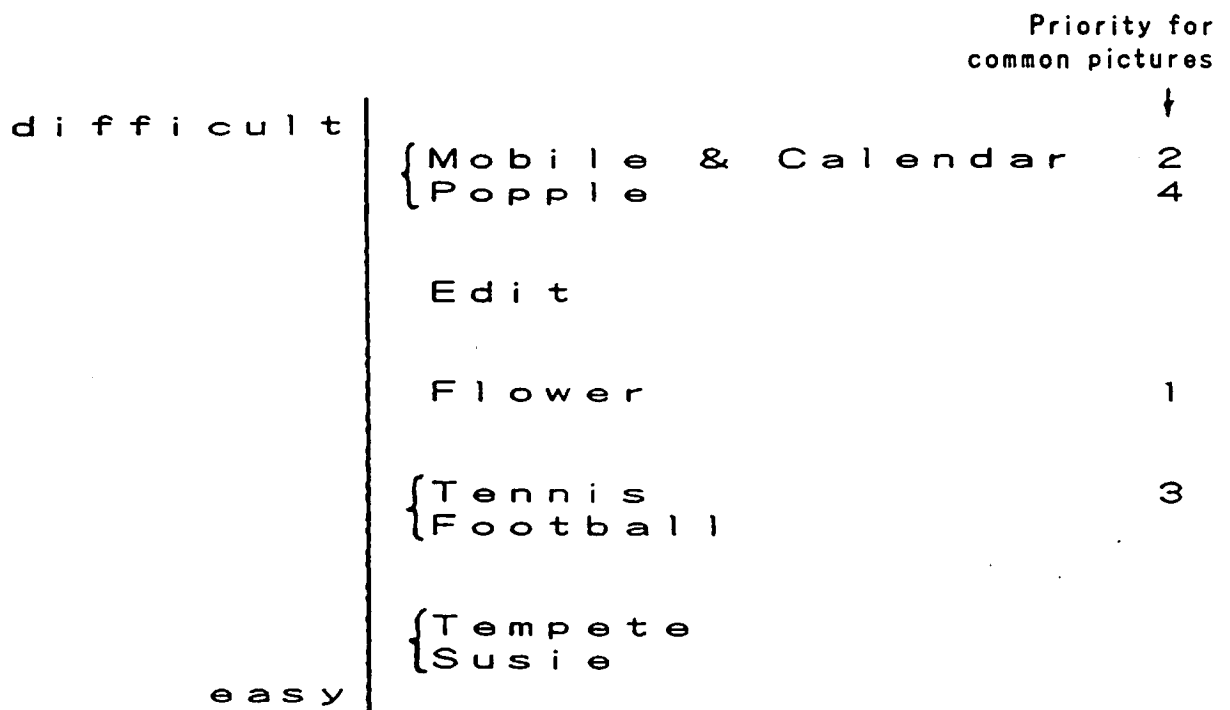 Priority for
common pictures
difficult
Mobile & Calendar 2
Popple 4
Edit
Flower 1
Tennis 3
Football
Tempete
Susie
easy